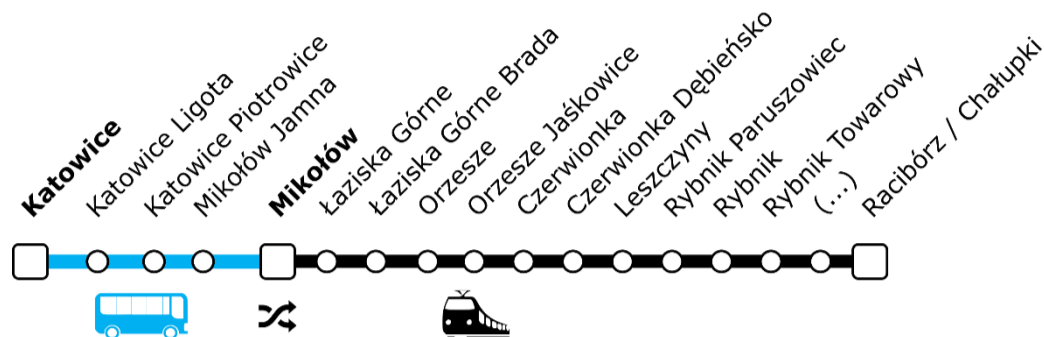 Katowice
Katowice Ligota
Katowice Piotrowice
Mikołów Jamna
Mikołów
Łaziska Górne
Łaziska Górne Brada
Orzesze
Orzesze Jaśkowice
Czerwionka
Czerwionka Dębieńsko
Leszczyny
Rybnik Paruszowiec
Rybnik
Rybnik Towarowy
(...)
Racibórz / Chałupki